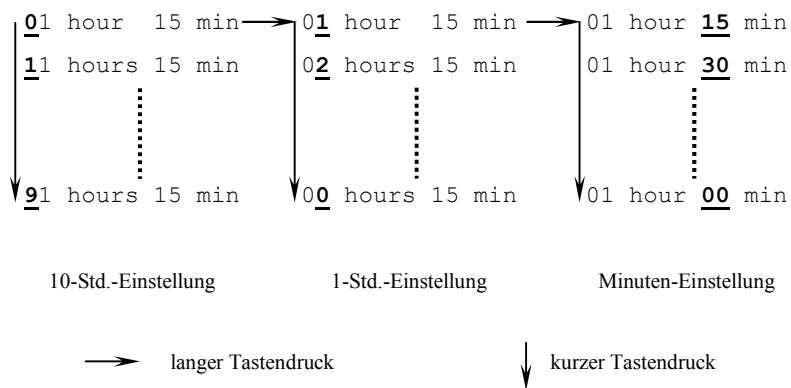 01 hour 15 min 01 hour 15 min 01 hour 15 min
11 hours 15 min 02 hours 15 min 01 hour 30 min
91 hours 15 min 00 hours 15 min 01 hour 00 min
10-Std.-Einstellung 1-Std.-Einstellung Minuten-Einstellung
langer Tastendruck kurzer Tastendruck